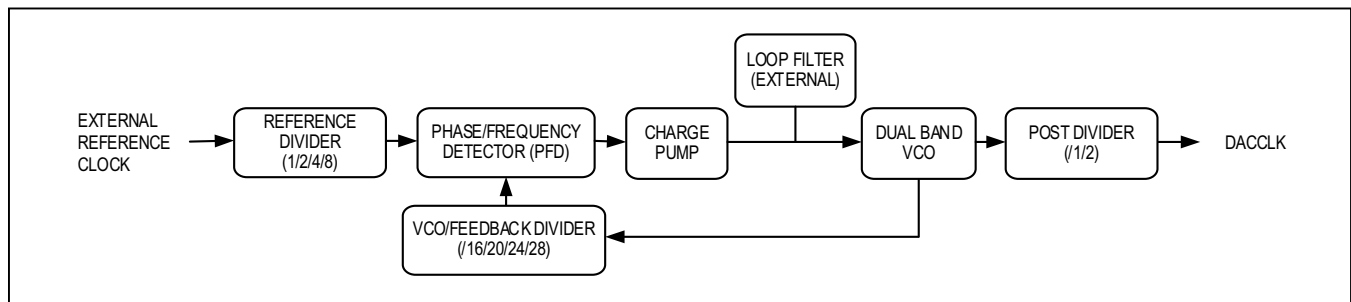 LOOP FILTER
(EXTERNAL)
EXTERNAL
REFERENCE
CLOCK
REFERENCE
DIVIDER
(1/2/4/8)
PHASE/FREQUENCY
DETECTOR (PFD)
CHARGE
PUMP
DUAL BAND
VCO
POST DIVIDER
(/1/2)
DACCLK
VCO/FEEDBACK DIVIDER
(/16/20/24/28)